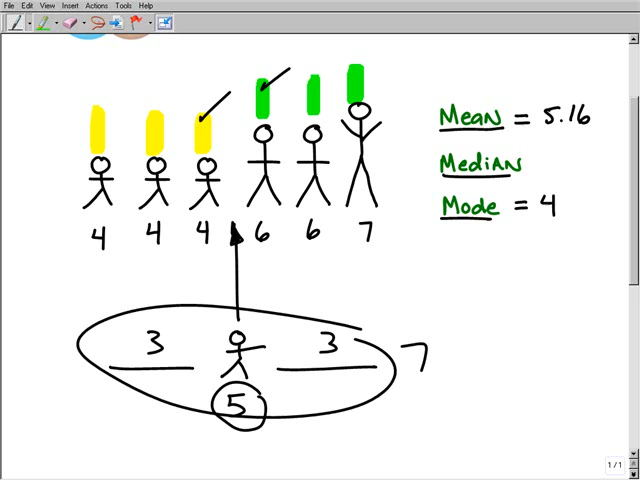 File Edit View Insert Actions Tools Help
Mean = 5.16
Median
Mode = 4
4 4 4 6 6 7
3 3 7
5
1/1